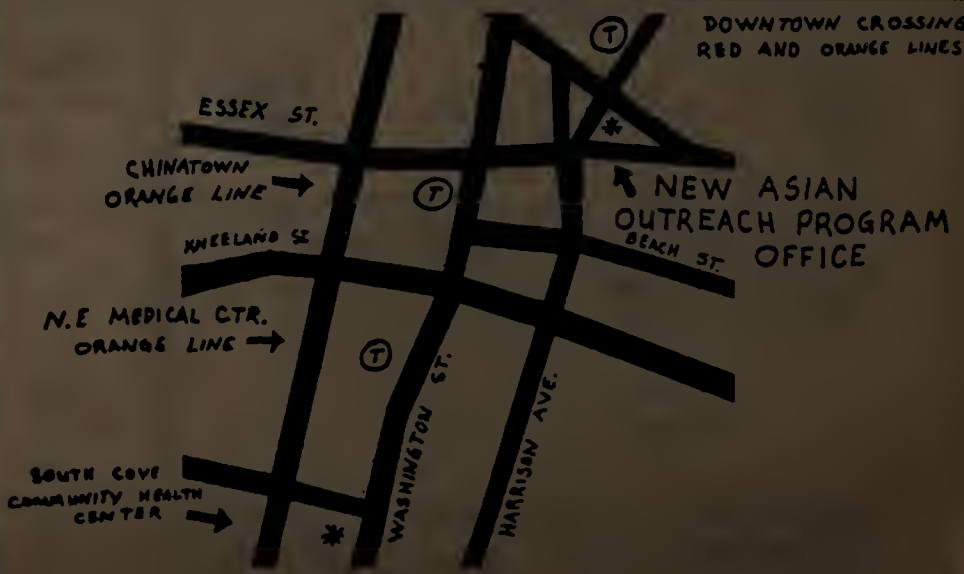 DOWNTOWN CROSSING
RED AND ORANGE LINES
T
ESSEX ST.
*
CHINATOWN
ORANGE LINE
T
NEW ASIAN
OUTREACH PROGRAM
OFFICE
KNEELAND ST
BEACH ST.
N.E MEDICAL CTR.
ORANGE LINE
T
WASHINGTON ST.
HARRISON AVE.
SOUTH COVE
COMMUNITY HEALTH
CENTER
*